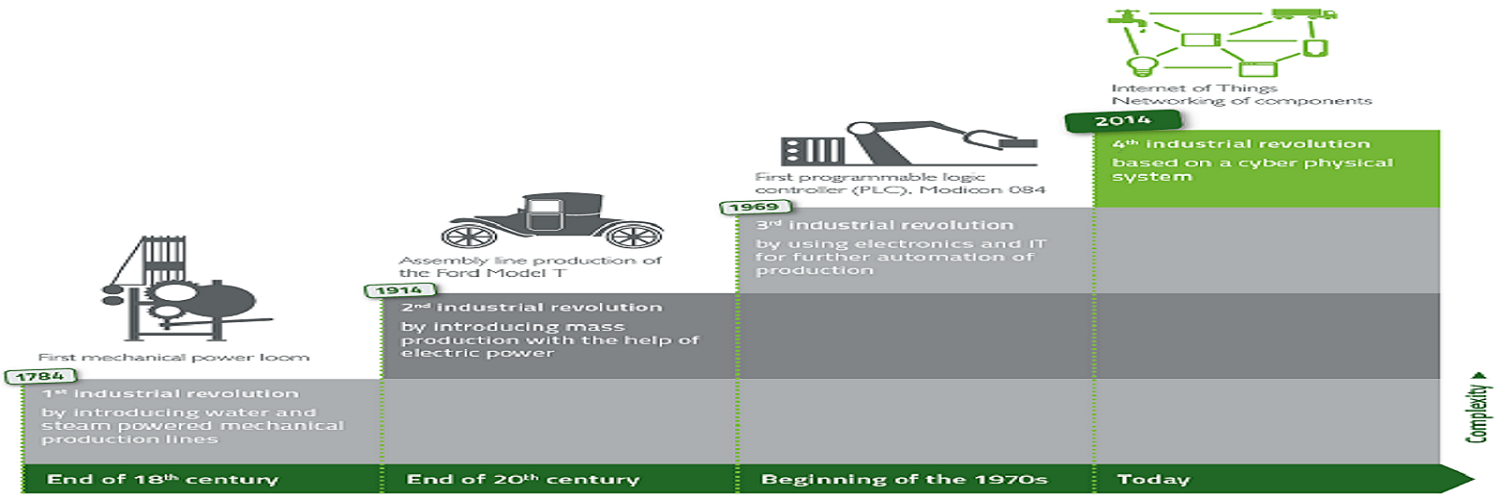 Internet of Things
Networking of components
2014
4th industrial revolution
based on a cyber physical
system
First programmable logic
controller (PLC), Modicon 084
1969
3rd industrial revolution
by using electronics and IT
for further automation of
production
Assembly line production of
the Ford Model T
1914
2nd industrial revolution
by introducing mass
production with the help of
electric power
First mechanical power loom
1784
1st industrial revolution
by introducing water and
steam powered mechanical
production lines
Complexity
End of 18th century
End of 20th century
Beginning of the 1970s
Today